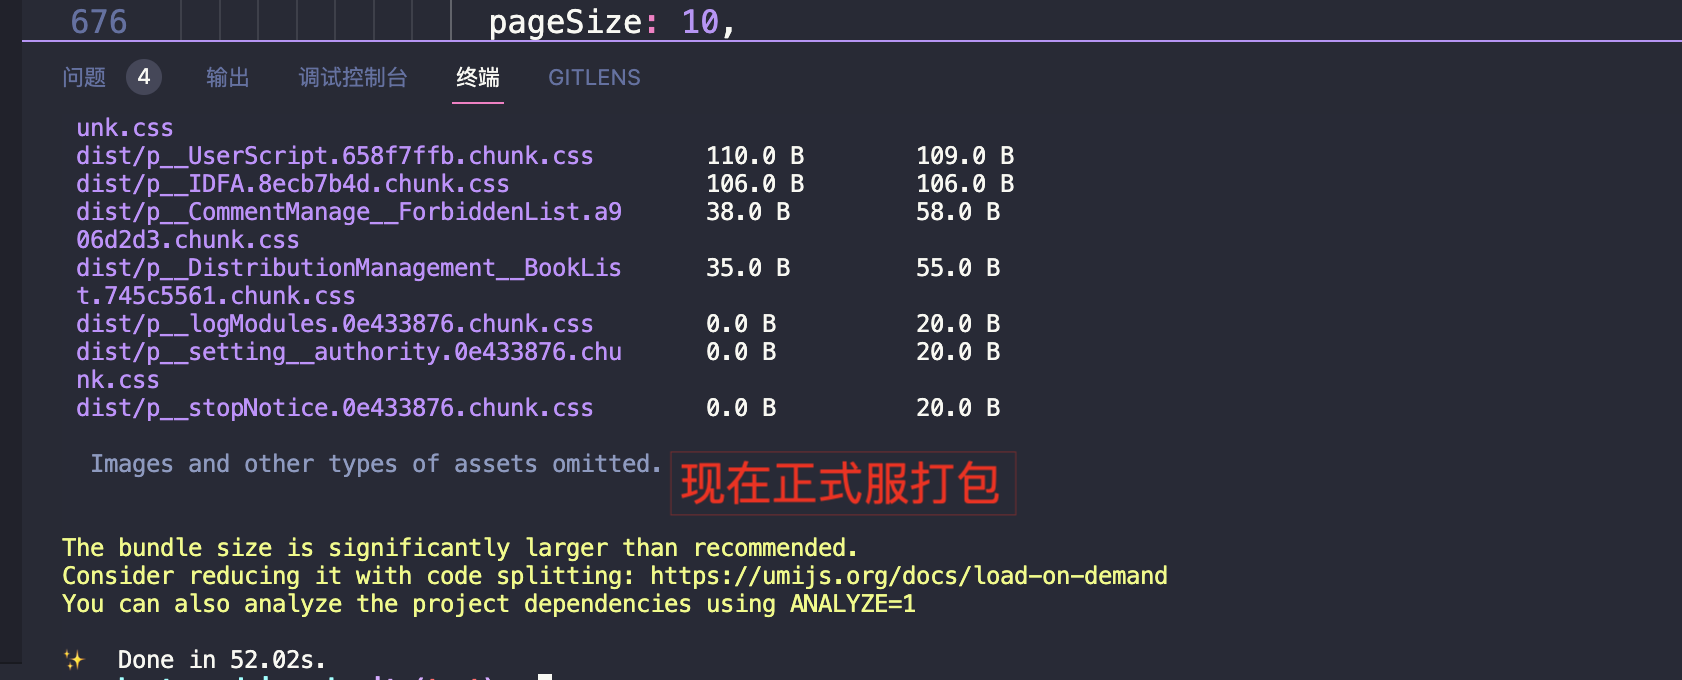 676 pageSize: 10,
问题 4 输出 调试控制台 终端 GITLENS
unk.css
dist/p__UserScript.658f7ffb.chunk.css 110.0 B 109.0 B
dist/p__IDFA.8ecb7b4d.chunk.css 106.0 B 106.0 B
dist/p__CommentManage__ForbiddenList.a9 38.0 B 58.0 B
06d2d3.chunk.css
dist/p__DistributionManagement__BookLis 35.0 B 55.0 B
t.745c5561.chunk.css
dist/p__logModules.0e433876.chunk.css 0.0 B 20.0 B
dist/p__setting__authority.0e433876.chu 0.0 B 20.0 B
nk.css
dist/p__stopNotice.0e433876.chunk.css 0.0 B 20.0 B
Images and other types of assets omitted.
现在正式服打包
The bundle size is significantly larger than recommended.
Consider reducing it with code splitting: https://umijs.org/docs/load-on-demand
You can also analyze the project dependencies using ANALYZE=1
✨ Done in 52.02s.